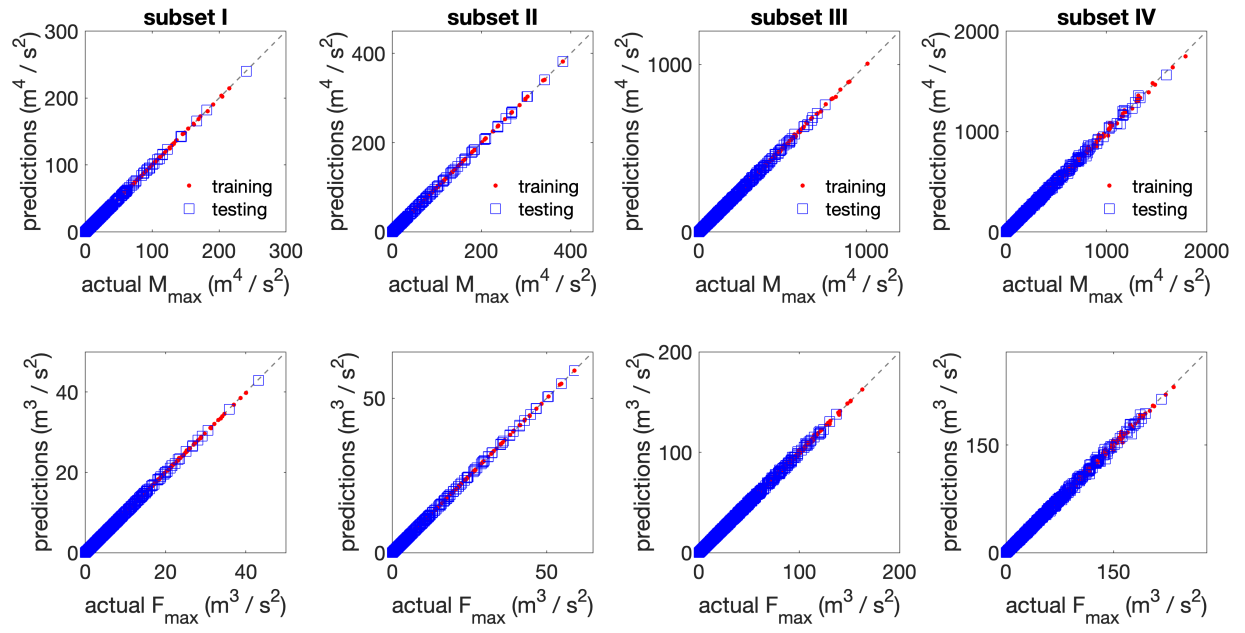 subset I
subset II
subset III
subset IV
predictions (m⁴ / s²)
300
200
100
0
0 100 200 300
actual M_max (m⁴ / s²)
training
testing
predictions (m⁴ / s²)
400
200
0
0 200 400
actual M_max (m⁴ / s²)
training
testing
predictions (m⁴ / s²)
1000
0
0 1000
actual M_max (m⁴ / s²)
training
testing
predictions (m⁴ / s²)
2000
1000
0
0 1000 2000
actual M_max (m⁴ / s²)
training
testing
predictions (m³ / s²)
40
20
0
0 20 40
actual F_max (m³ / s²)
predictions (m³ / s²)
50
0
0 50
actual F_max (m³ / s²)
predictions (m³ / s²)
200
100
0
0 100 200
actual F_max (m³ / s²)
predictions (m³ / s²)
150
0
0 150
actual F_max (m³ / s²)